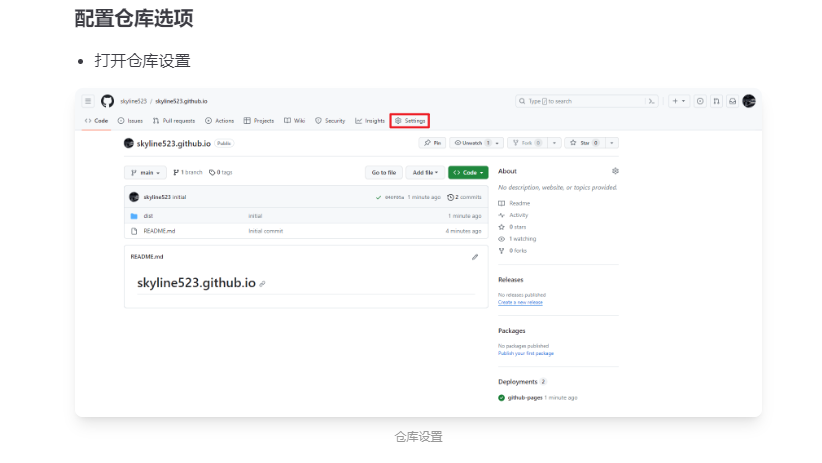 配置仓库选项
打开仓库设置
skyline523 / skyline523.github.io
Type / to search
Code Issues Pull requests Actions Projects Wiki Security Insights Settings
skyline523.github.io Public
Pin Unwatch 1 Fork 0 Star 0
main 1 branch 0 tags Go to file Add file Code
About
No description, website, or topics provided.
skyline523 initial 1 minute ago 2 commits
Readme
dist initial 1 minute ago
Activity
0 stars
README.md Initial commit 4 minutes ago
1 watching
0 forks
README.md
skyline523.github.io
Releases
No releases published
Create a new release
Packages
No packages published
Publish your first package
Deployments 2
github-pages 1 minute ago
仓库设置